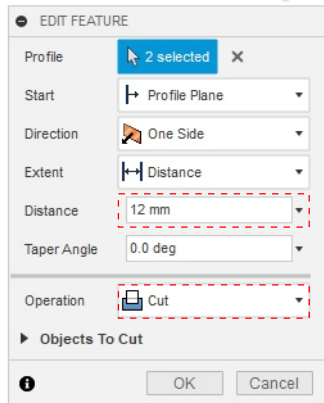 EDIT FEATURE
Profile 2 selected
Start Profile Plane
Direction One Side
Extent Distance
Distance 12 mm
Taper Angle 0.0 deg
Operation Cut
Objects To Cut
OK Cancel